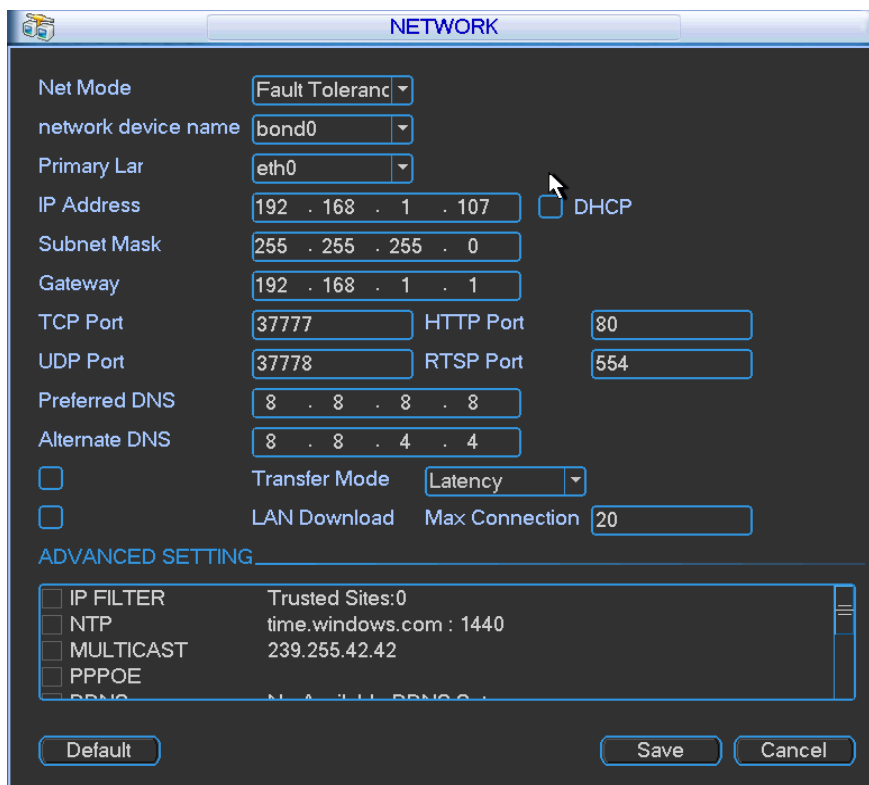 NETWORK
Net Mode Fault Toleranc
network device name bond0
Primary Lar eth0
IP Address 192 . 168 . 1 . 107 DHCP
Subnet Mask 255 . 255 . 255 . 0
Gateway 192 . 168 . 1 . 1
TCP Port 37777 HTTP Port 80
UDP Port 37778 RTSP Port 554
Preferred DNS 8 . 8 . 8 . 8
Alternate DNS 8 . 8 . 4 . 4
Transfer Mode Latency
LAN Download Max Connection 20
ADVANCED SETTING
IP FILTER Trusted Sites:0
NTP time.windows.com : 1440
MULTICAST 239.255.42.42
PPPOE
Default Save Cancel